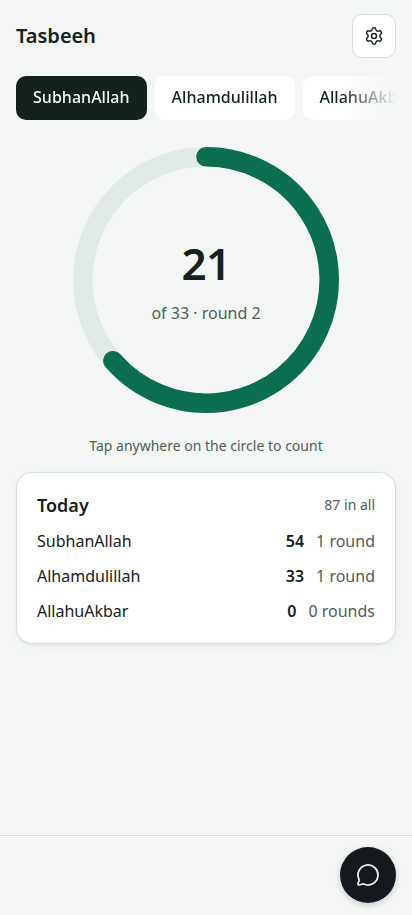 Tasbeeh
SubhanAllah Alhamdulillah
21
of 33 · round 2
Tap anywhere on the circle to count
Today 87 in all
SubhanAllah 54 1 round
Alhamdulillah 33 1 round
AllahuAkbar 0 0 rounds